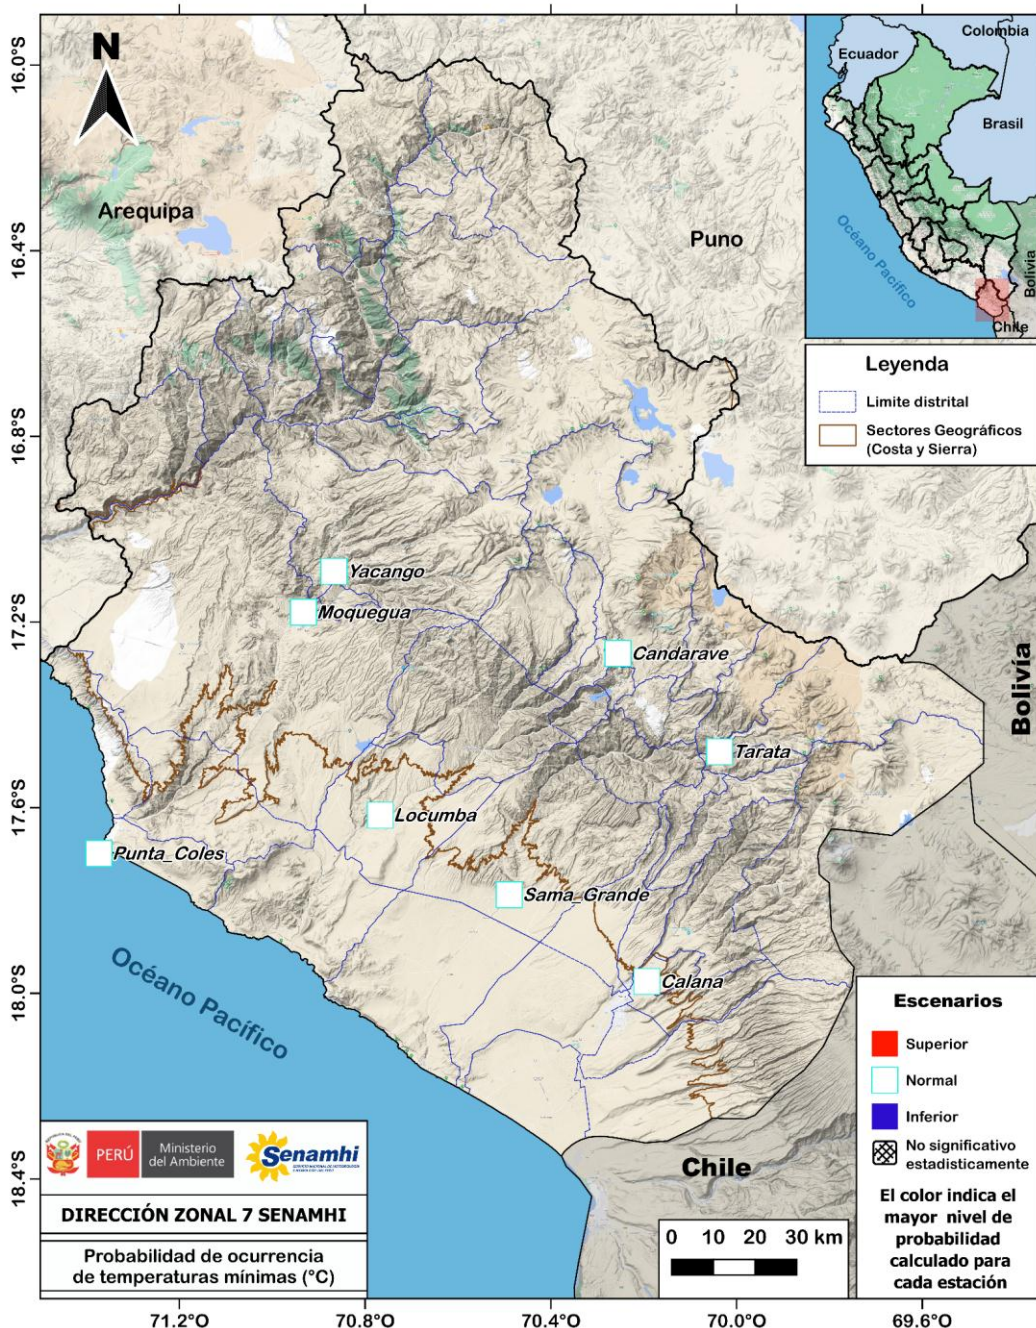 N
Arequipa
Puno
Ecuador
Colombia
Brasil
Océano Pacífico
Bolivia
Chile
Leyenda
Limite distrital
Sectores Geográficos
(Costa y Sierra)
Yacango
Moquegua
Candarave
Tarata
Locumba
Punta_Coles
Sama_Grande
Calana
Bolivía
Océano Pacífico
Chile
Escenarios
Superior
Normal
Inferior
No significativo
estadisticamente
El color indica el
mayor nivel de
probabilidad
calculado para
cada estación
PERÚ
Ministerio
del Ambiente
Senamhi
DIRECCIÓN ZONAL 7 SENAMHI
Probabilidad de ocurrencia
de temperaturas mínimas (°C)
0 10 20 30 km
16.0°S
16.4°S
16.8°S
17.2°S
17.6°S
18.0°S
18.4°S
71.2°O
70.8°O
70.4°O
70.0°O
69.6°O